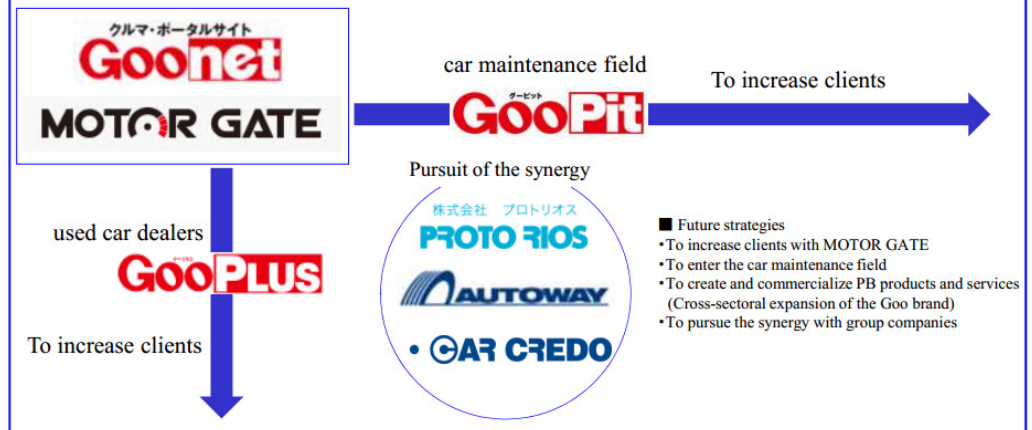 クルマ・ポータルサイト
Goonet
MOTOR GATE
car maintenance field
グーピット
GooPit
To increase clients
used car dealers
グープラス
GooPLUS
To increase clients
Pursuit of the synergy
株式会社 プロトリオス
PROTO RIOS
AUTOWAY
・CAR CREDO
■ Future strategies
・To increase clients with MOTOR GATE
・To enter the car maintenance field
・To create and commercialize PB products and services
(Cross-sectoral expansion of the Goo brand)
・To pursue the synergy with group companies